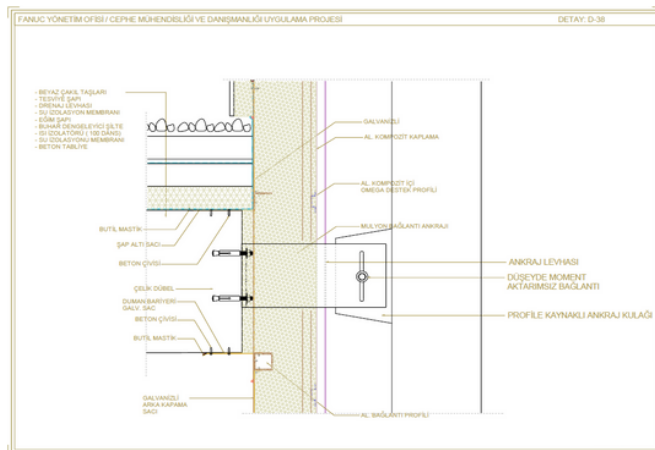 FANUC YÖNETİM OFİSİ / CEPHE MÜHENDİSLİĞİ VE DANIŞMANLIĞI UYGULAMA PROJESİ
DETAY: D-38
- BEYAZ ÇAKIL TAŞLARI
- TESVİYE ŞAPI
- DRENAJ LEVHASI
- SU İZOLASYON MEMBRANI
- EĞİM ŞAPI
- BUHAR DENGELEYİCİ ŞİLTE
- ISI İZOLATÖRÜ ( 100 DANS)
- SU İZOLASYONU MEMBRANI
- BETON TABLİYE
GALVANİZLİ
AL. KOMPOZİT KAPLAMA
AL. KOMPOZİT İÇİ
OMEGA DESTEK PROFİLİ
BUTİL MASTİK
MULYON BAĞLANTI ANKRAJI
ŞAP ALTI SACI
BETON ÇİVİSİ
ANKRAJ LEVHASI
DÜŞEYDE MOMENT
AKTARIMSIZ BAĞLANTI
ÇELİK DÜBEL
DUMAN BARİYERİ
GALV. SAC
PROFİLE KAYNAKLI ANKRAJ KULAĞI
BETON ÇİVİSİ
BUTİL MASTİK
GALVANİZLİ
ARKA KAPAMA
SACI
AL. BAĞLANTI PROFİLİ